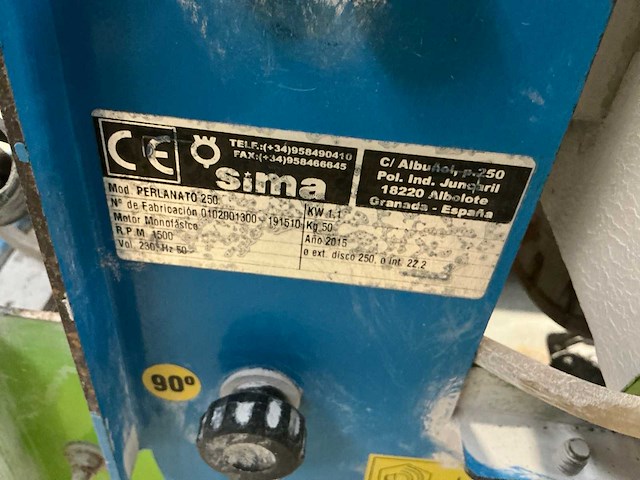 CE
TELF.:(+34)958490410
FAX:(+34)958466645
sima
C/ Albuñol, p.250
Pol. Ind. Juncaril
18220 Albolote
Granada - España
Mod. PERLANATO 250
Nº de Fabricación 0102001300 - 191510
Motor Monofásico
R.P.M. 1500
Vol. 230 Hz 50
KW 1.1
Kg.50
Año 2015
ø ext. disco 250, ø int. 22.2
90º